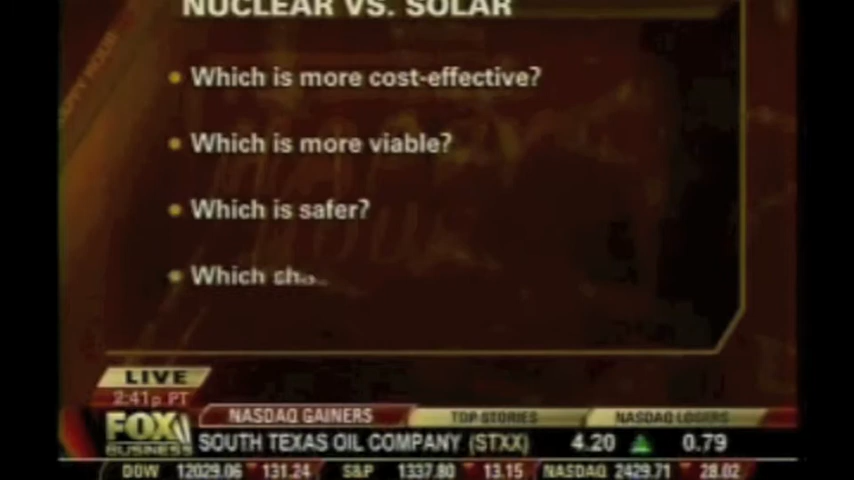 NUCLEAR VS. SOLAR
• Which is more cost-effective?
• Which is more viable?
• Which is safer?
• Which sho
LIVE
2:41p PT
FOX
BUSINESS
NASDAQ GAINERS TOP STORIES NASDAQ LOSERS
SOUTH TEXAS OIL COMPANY (STXX) 4.20 ▲ 0.79
DOW 12029.06 ▼ 131.24 S&P 1337.80 ▼ 13.15 NASDAQ 2429.71 ▼ 28.02